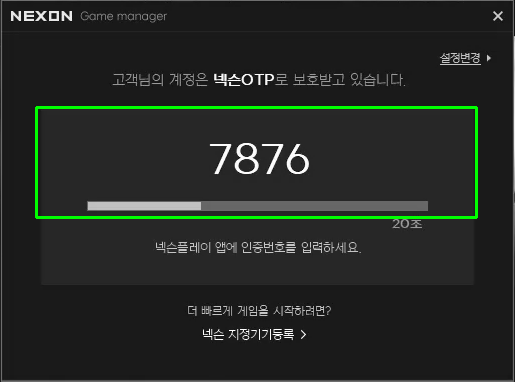 NEXON Game manager
설정변경
고객님의 계정은 넥슨OTP로 보호받고 있습니다.
7876
20초
넥슨플레이 앱에 인증번호를 입력하세요.
더 빠르게 게임을 시작하려면?
넥슨 지정기기등록 >